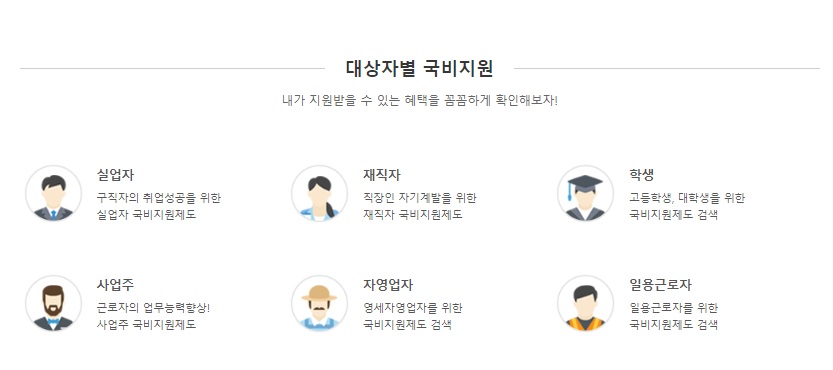 대상자별 국비지원
내가 지원받을 수 있는 혜택을 꼼꼼하게 확인해보자!
실업자
구직자의 취업성공을 위한
실업자 국비지원제도
재직자
직장인 자기계발을 위한
재직자 국비지원제도
학생
고등학생, 대학생을 위한
국비지원제도 검색
사업주
근로자의 업무능력향상!
사업주 국비지원제도
자영업자
영세자영업자를 위한
국비지원제도 검색
일용근로자
일용근로자를 위한
국비지원제도 검색